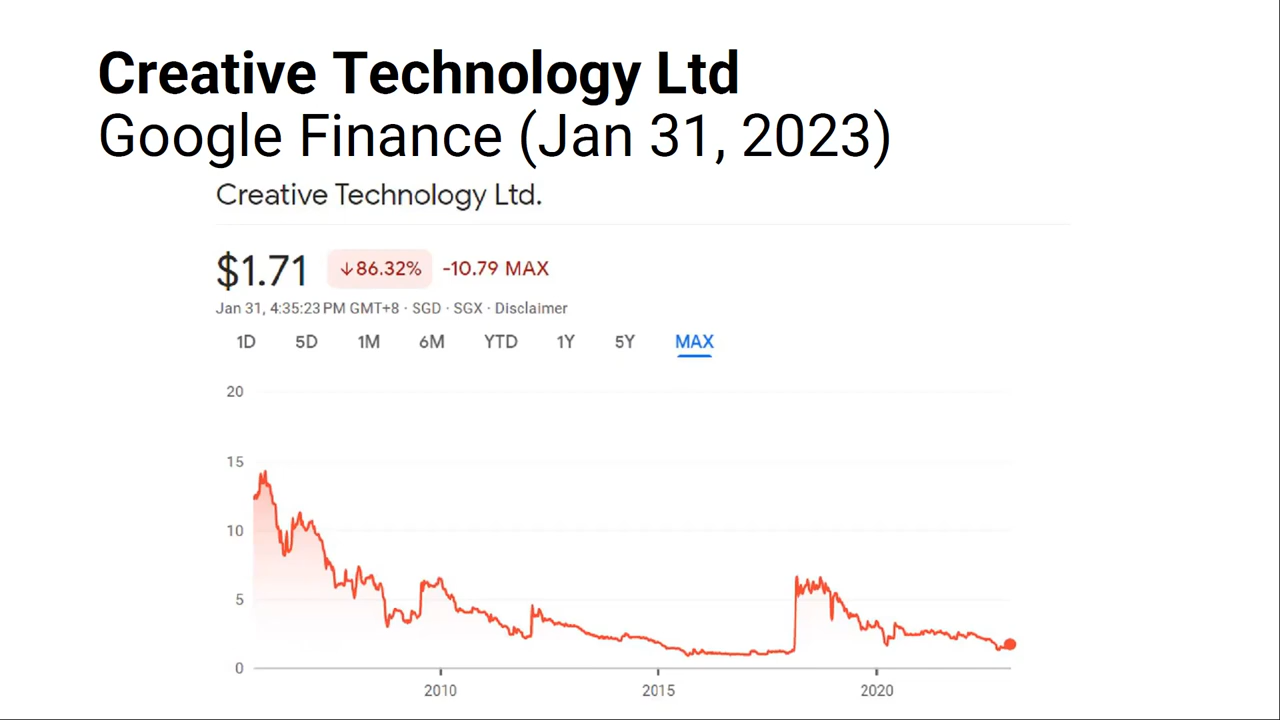 Creative Technology Ltd
Google Finance (Jan 31, 2023)
Creative Technology Ltd.
$1.71 ↓86.32% -10.79 MAX
Jan 31, 4:35:23 PM GMT+8 · SGD · SGX · Disclaimer
1D 5D 1M 6M YTD 1Y 5Y MAX
20
15
10
5
0
2010 2015 2020